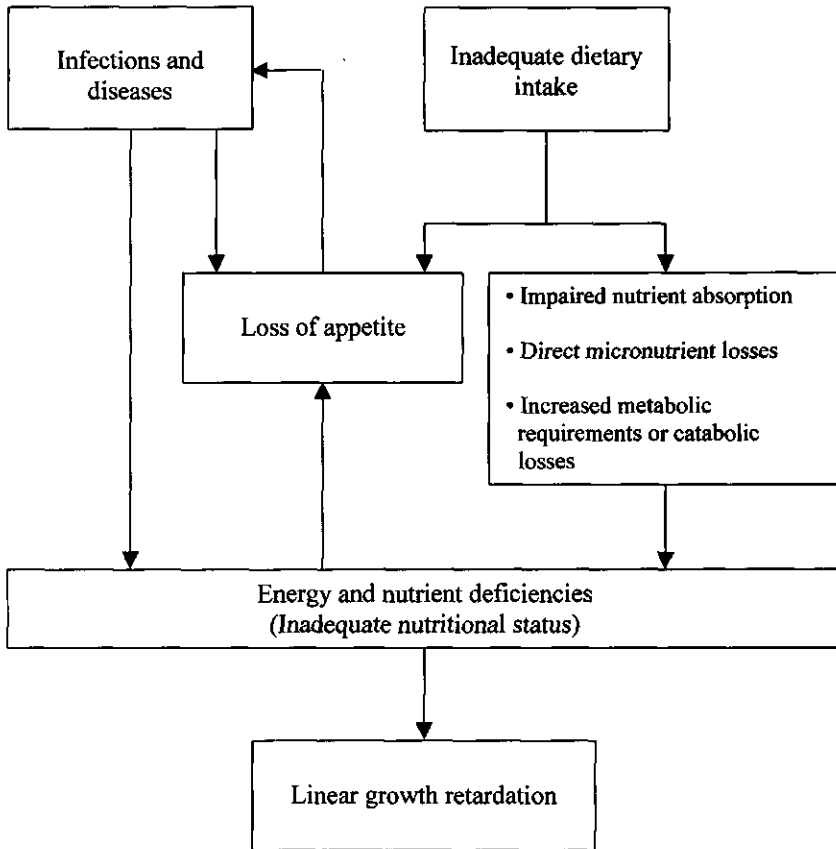 Infections and
diseases
Inadequate dietary
intake
Loss of appetite
• Impaired nutrient absorption
• Direct micronutrient losses
• Increased metabolic
requirements or catabolic
losses
Energy and nutrient deficiencies
(Inadequate nutritional status)
Linear growth retardation